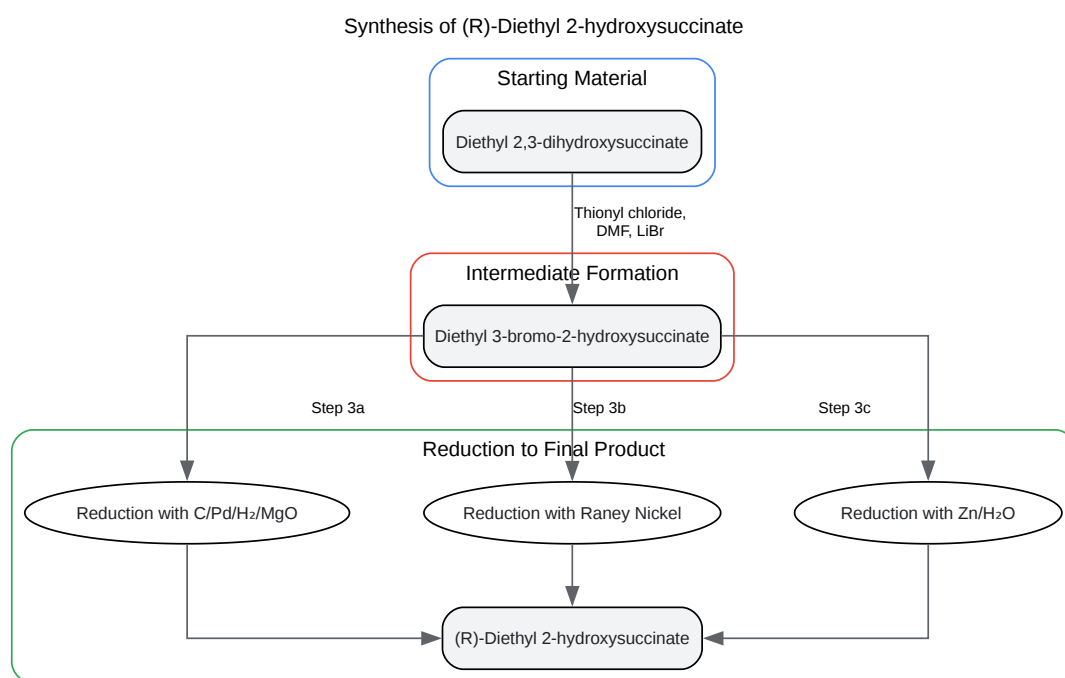 Synthesis of (R)-Diethyl 2-hydroxysuccinate
Starting Material
Diethyl 2,3-dihydroxysuccinate
Thionyl chloride,
DMF, LiBr
Intermediate Formation
Diethyl 3-bromo-2-hydroxysuccinate
Step 3a
Step 3b
Step 3c
Reduction to Final Product
Reduction with C/Pd/H₂/MgO
Reduction with Raney Nickel
Reduction with Zn/H₂O
(R)-Diethyl 2-hydroxysuccinate